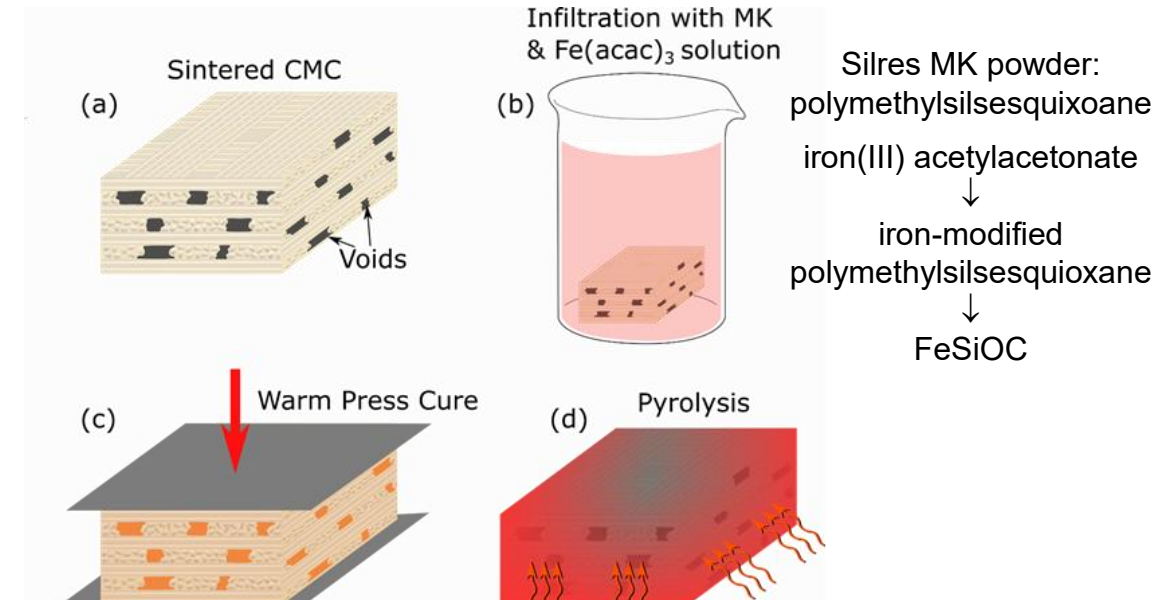 Sintered CMC
(a)
Voids
Infiltration with MK
& Fe(acac)₃ solution
(b)
Silres MK powder:
polymethylsilsesquixoane
iron(III) acetylacetonate
↓
iron-modified
polymethylsilsesquioxane
↓
FeSiOC
(c)
Warm Press Cure
(d)
Pyrolysis